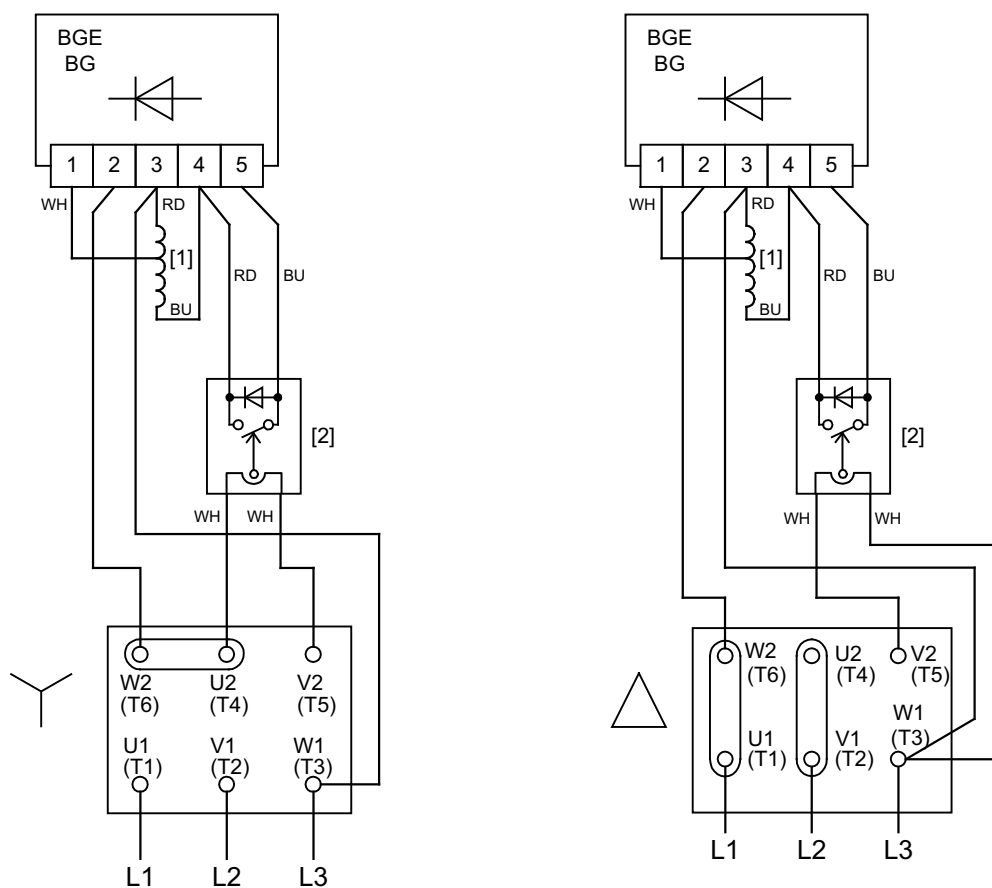 BGE
BG
1 2 3 4 5
WH
RD
[1]
BU
RD
BU
[2]
WH
WH
W2
(T6)
U2
(T4)
V2
(T5)
U1
(T1)
V1
(T2)
W1
(T3)
L1
L2
L3
BGE
BG
1 2 3 4 5
WH
RD
[1]
BU
RD
BU
[2]
WH
WH
W2
(T6)
U2
(T4)
V2
(T5)
U1
(T1)
V1
(T2)
W1
(T3)
L1
L2
L3